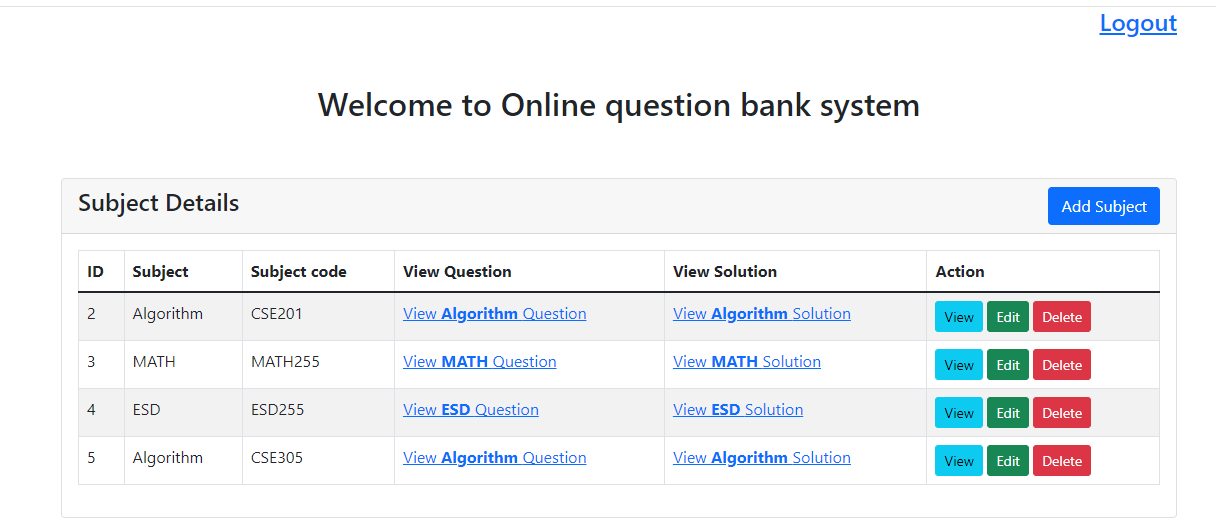 Logout
Welcome to Online question bank system
Subject Details Add Subject
ID Subject Subject code View Question View Solution Action
2 Algorithm CSE201 View Algorithm Question View Algorithm Solution View Edit Delete
3 MATH MATH255 View MATH Question View MATH Solution View Edit Delete
4 ESD ESD255 View ESD Question View ESD Solution View Edit Delete
5 Algorithm CSE305 View Algorithm Question View Algorithm Solution View Edit Delete